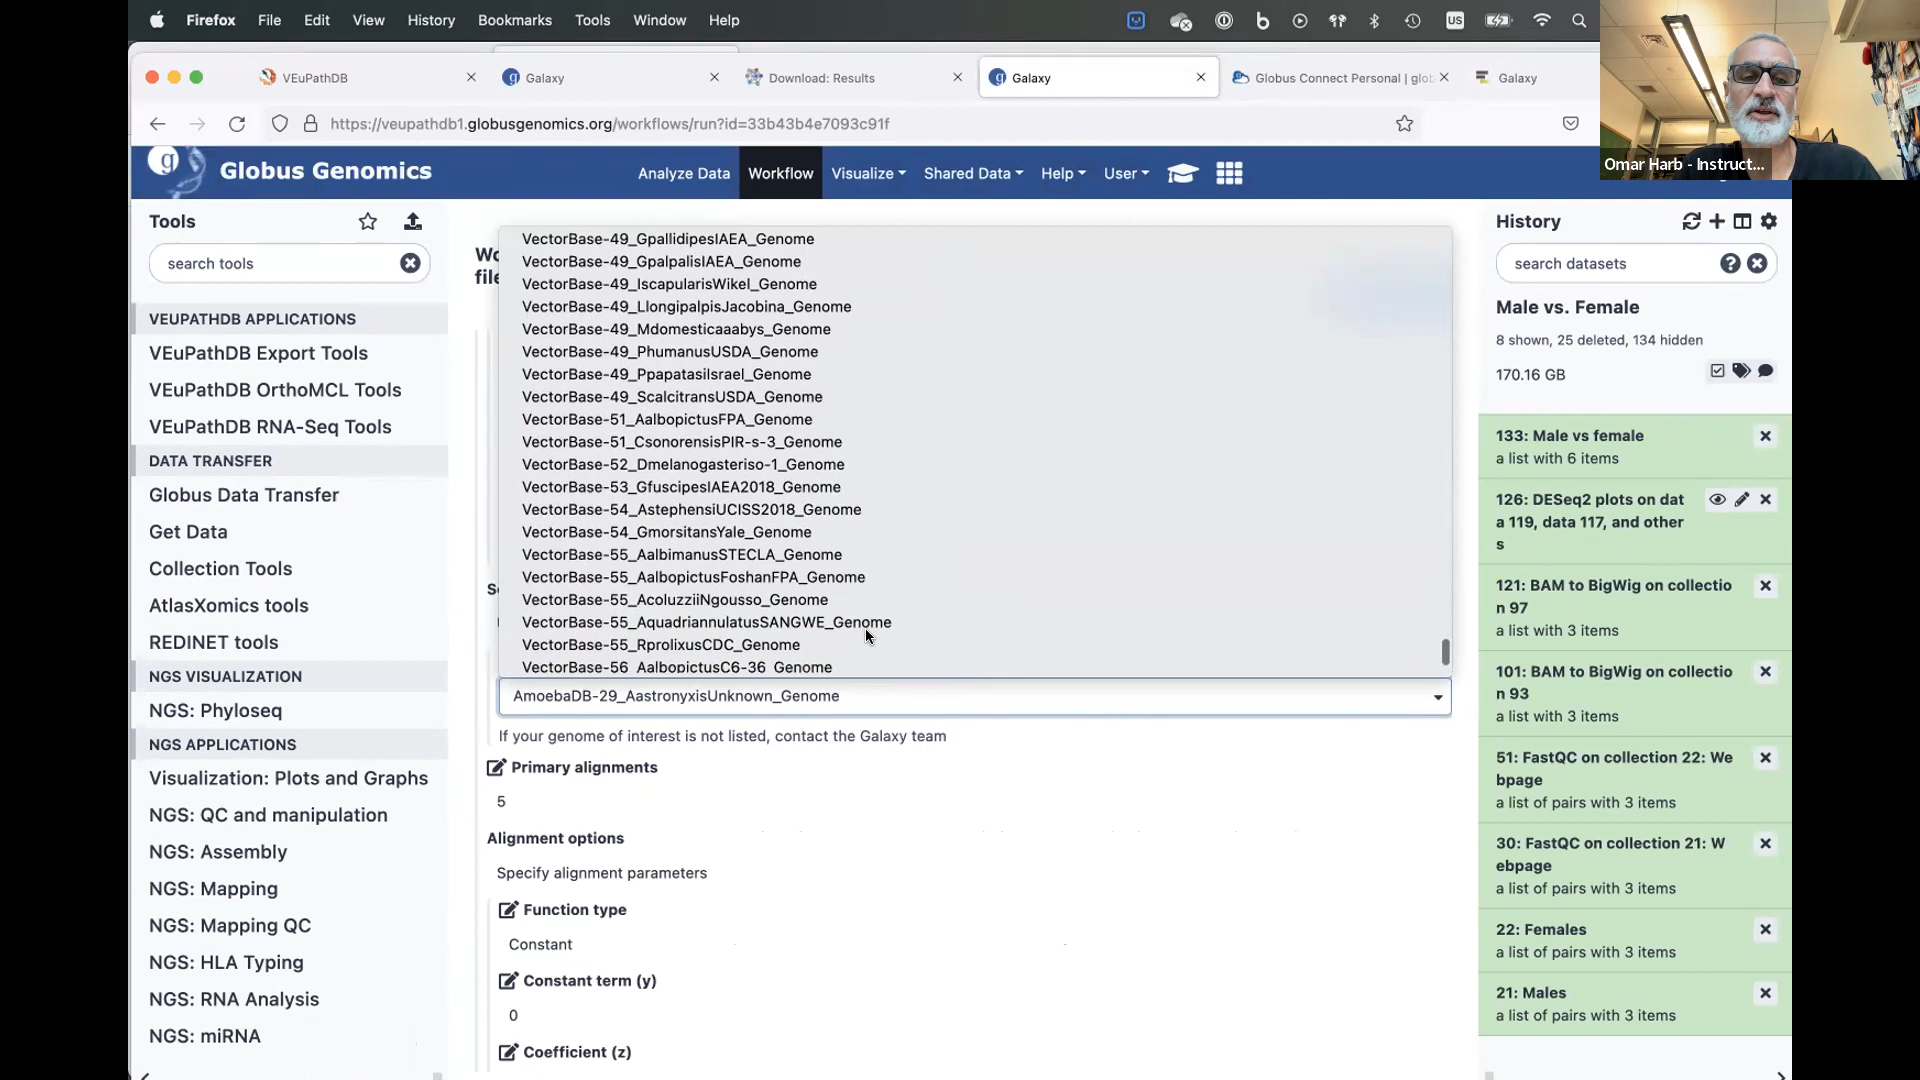 Firefox File Edit View History Bookmarks Tools Window Help
US
VEuPathDB
Galaxy
Download: Results
Galaxy
Globus Connect Personal | glob
Galaxy
https://veupathdb1.globusgenomics.org/workflows/run?id=33b43b4e7093c91f
Omar Harb - Instruct...
g Globus Genomics
Analyze Data Workflow Visualize Shared Data Help User
Tools
search tools
VEUPATHDB APPLICATIONS
VEuPathDB Export Tools
VEuPathDB OrthoMCL Tools
VEuPathDB RNA-Seq Tools
DATA TRANSFER
Globus Data Transfer
Get Data
Collection Tools
AtlasXomics tools
REDINET tools
NGS VISUALIZATION
NGS: Phyloseq
NGS APPLICATIONS
Visualization: Plots and Graphs
NGS: QC and manipulation
NGS: Assembly
NGS: Mapping
NGS: Mapping QC
NGS: HLA Typing
NGS: RNA Analysis
NGS: miRNA
Wo
file
VectorBase-49_GpallidipesIAEA_Genome
VectorBase-49_GpalpalisIAEA_Genome
VectorBase-49_IscapularisWikel_Genome
VectorBase-49_LlongipalpisJacobina_Genome
VectorBase-49_Mdomesticaaabys_Genome
VectorBase-49_PhumanusUSDA_Genome
VectorBase-49_PpapatasiIsrael_Genome
VectorBase-49_ScalcitransUSDA_Genome
VectorBase-51_AalbopictusFPA_Genome
VectorBase-51_CsonorensisPIR-s-3_Genome
VectorBase-52_Dmelanogasteriso-1_Genome
VectorBase-53_GfuscipesIAEA2018_Genome
VectorBase-54_AstephensiUCISS2018_Genome
VectorBase-54_GmorsitansYale_Genome
VectorBase-55_AalbimanusSTECLA_Genome
VectorBase-55_AalbopictusFoshanFPA_Genome
VectorBase-55_AcoluzziiNgousso_Genome
VectorBase-55_AquadriannulatusSANGWE_Genome
VectorBase-55_RprolixusCDC_Genome
VectorBase-56_AalbopictusC6-36_Genome
AmoebaDB-29_AastronyxisUnknown_Genome
If your genome of interest is not listed, contact the Galaxy team
Primary alignments
5
Alignment options
Specify alignment parameters
Function type
Constant
Constant term (y)
0
Coefficient (z)
History
search datasets
Male vs. Female
8 shown, 25 deleted, 134 hidden
170.16 GB
133: Male vs female
a list with 6 items
126: DESeq2 plots on dat
a 119, data 117, and other
s
121: BAM to BigWig on collectio
n 97
a list with 3 items
101: BAM to BigWig on collectio
n 93
a list with 3 items
51: FastQC on collection 22: We
bpage
a list of pairs with 3 items
30: FastQC on collection 21: W
ebpage
a list of pairs with 3 items
22: Females
a list of pairs with 3 items
21: Males
a list of pairs with 3 items